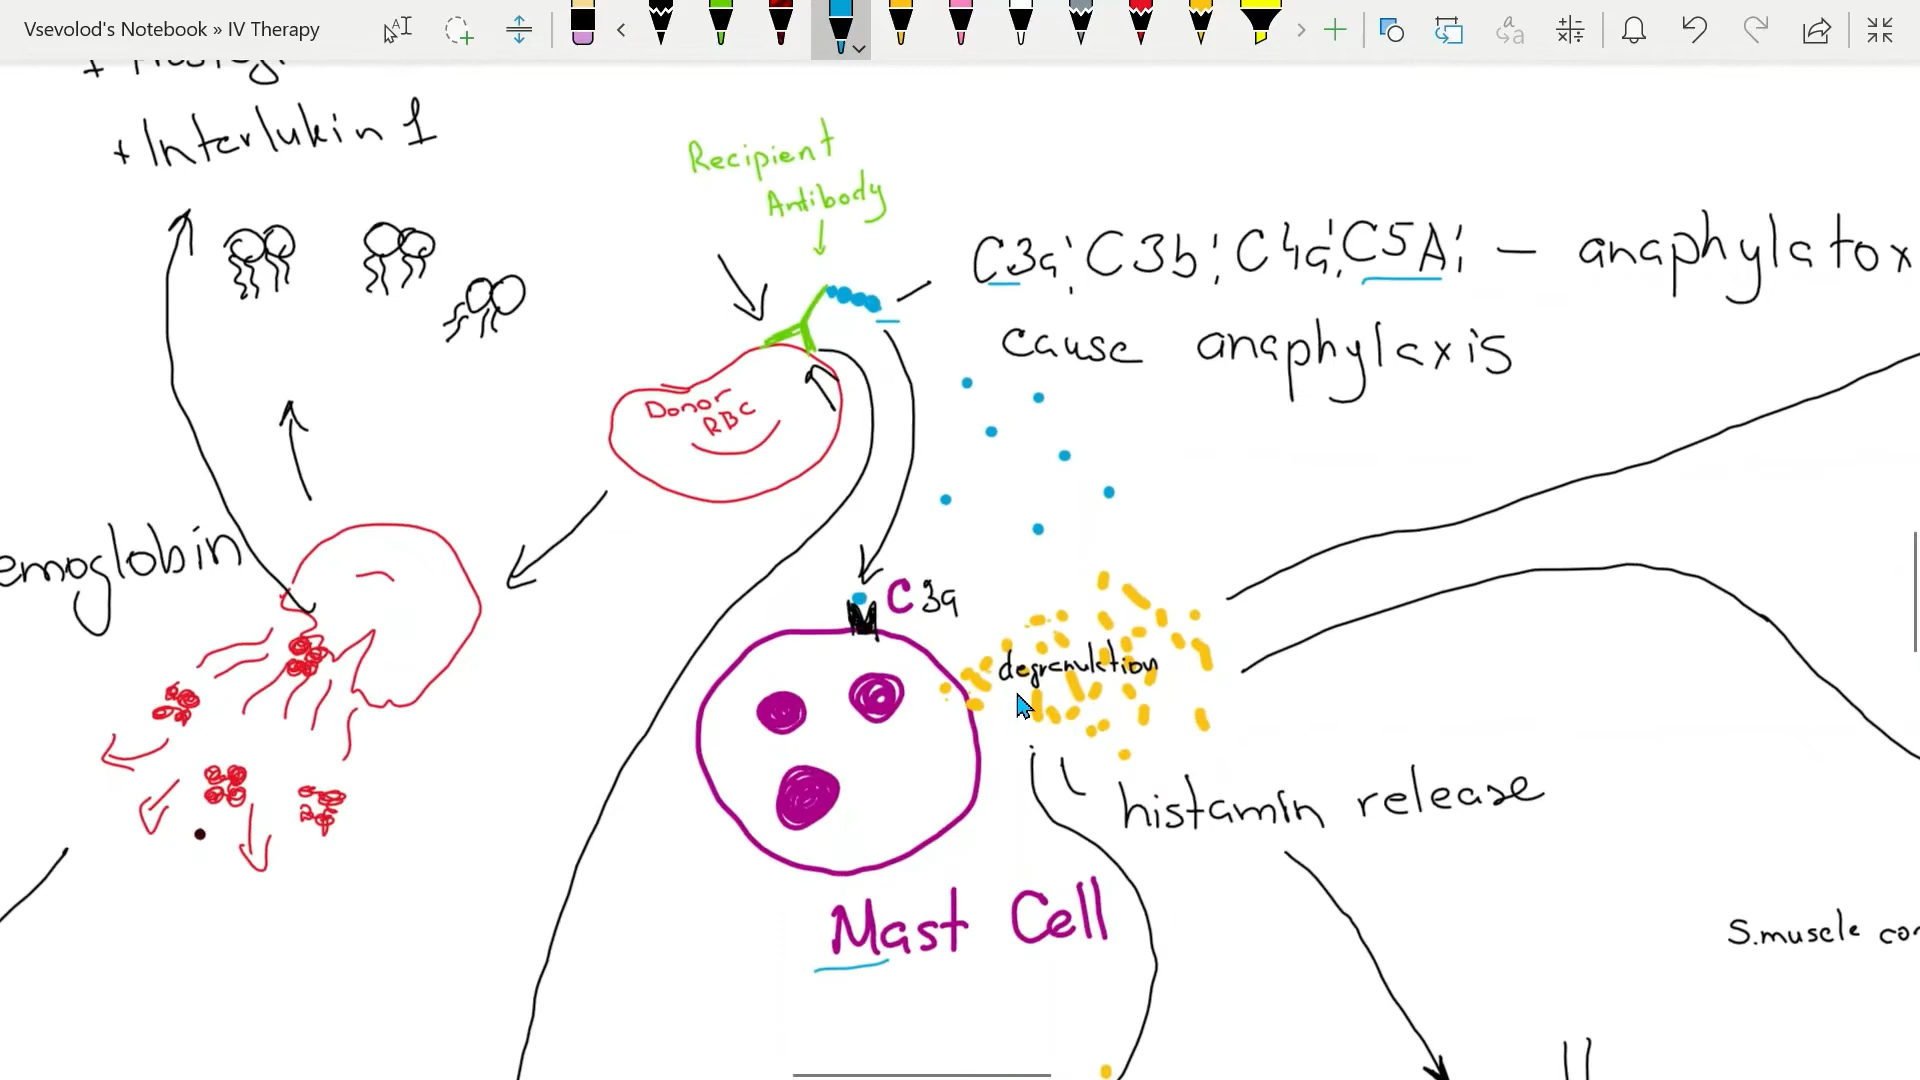 Vsevolod's Notebook » IV Therapy
+ Interlukin 1
Recipient
Antibody
C3a; C3b; C4a; C5A; – anaphylatox
cause anaphylaxis
Donor
RBC
emoglobin
C3a
degranulation
histamin release
Mast Cell
S.muscle con